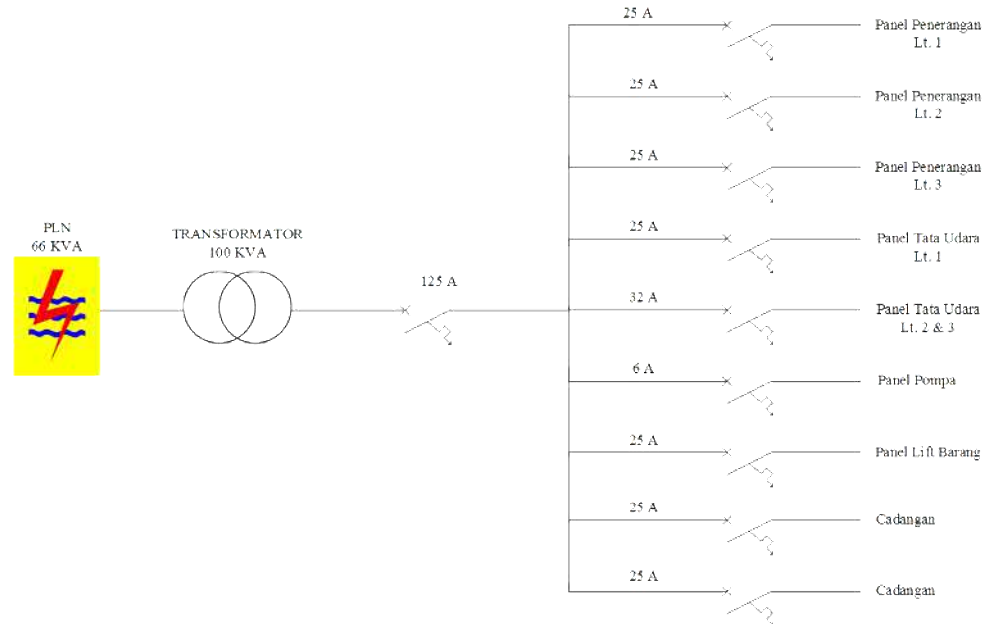 PLN
66 KVA
TRANSFORMATOR
100 KVA
125 A
25 A
Panel Penerangan
Lt. 1
25 A
Panel Penerangan
Lt. 2
25 A
Panel Penerangan
Lt. 3
25 A
Panel Tata Udara
Lt. 1
32 A
Panel Tata Udara
Lt. 2 & 3
6 A
Panel Pompa
25 A
Panel Lift Barang
25 A
Cadangan
25 A
Cadangan